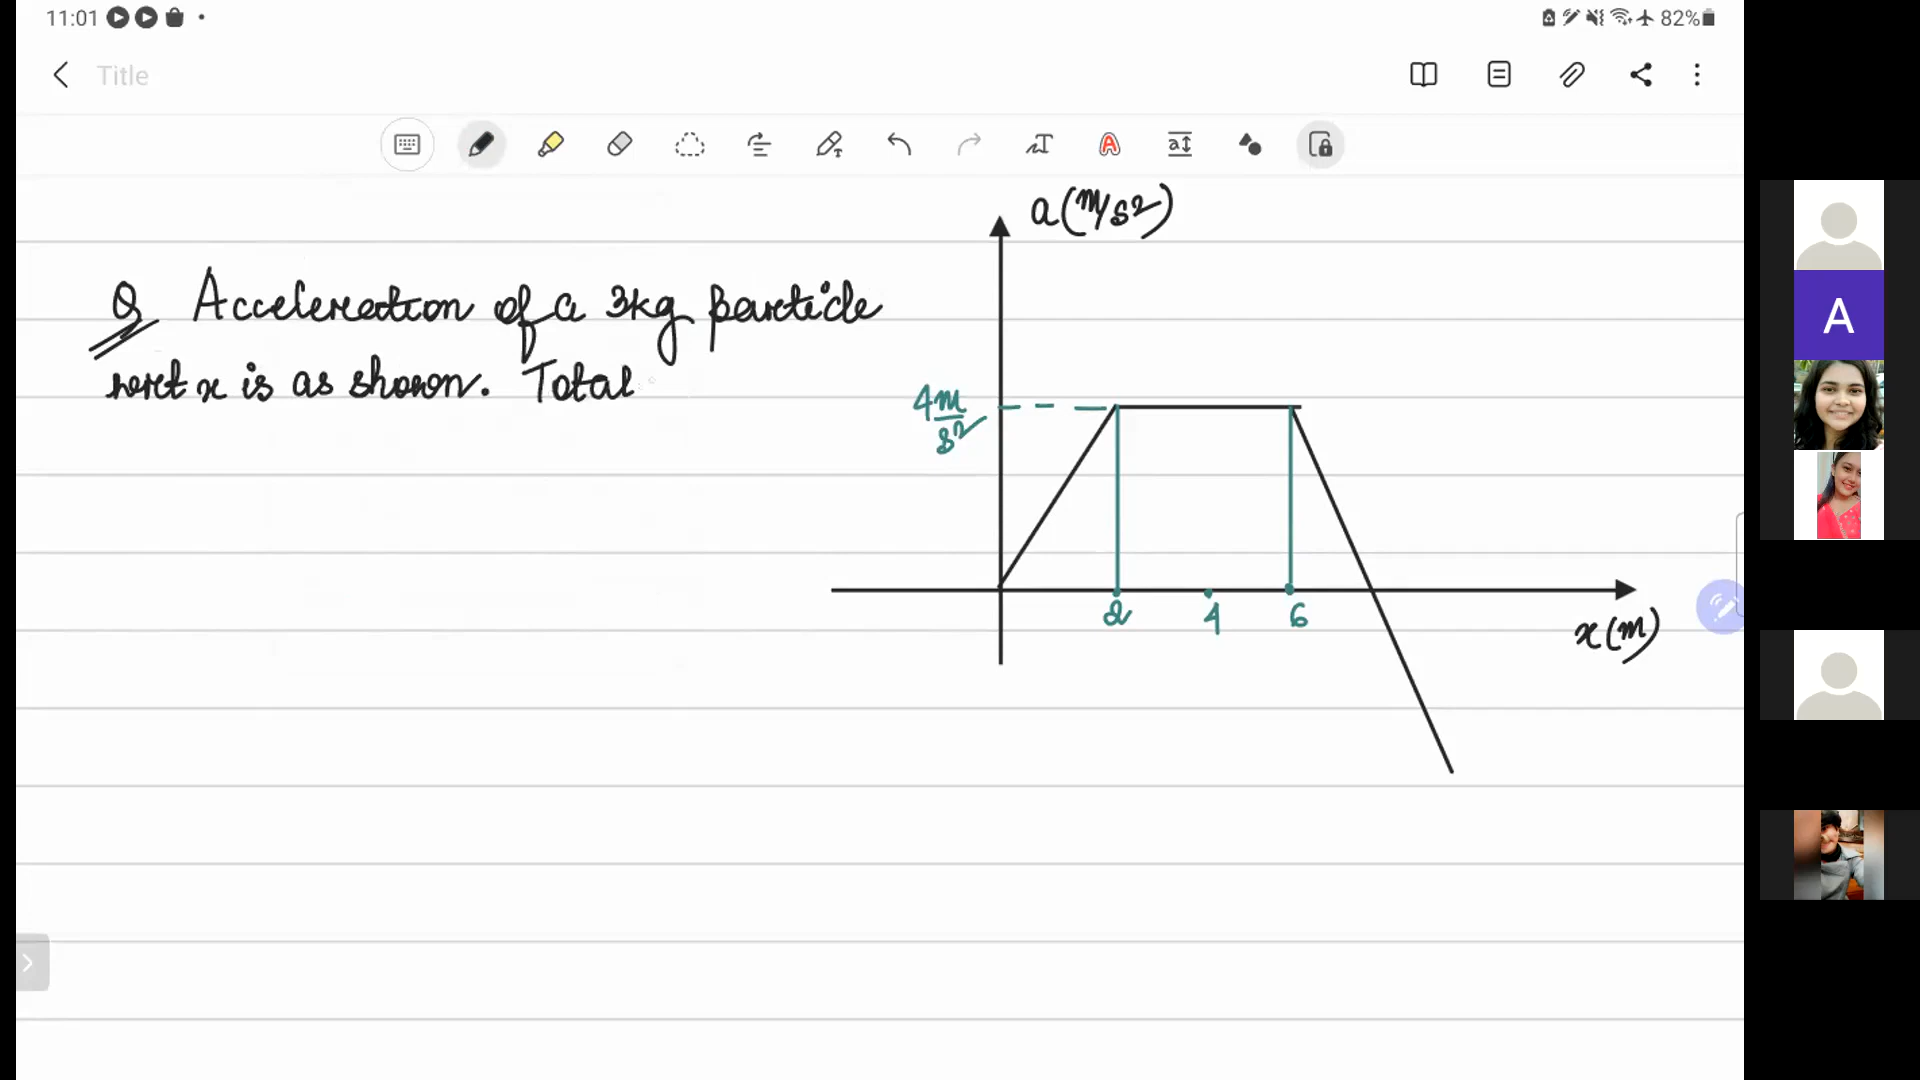 11:01
82%
Title
a(m/s²)
Q Acceleration of a 3kg particle
wrt x is as shown. Total
4m/s²
2 4 6
x(m)
A